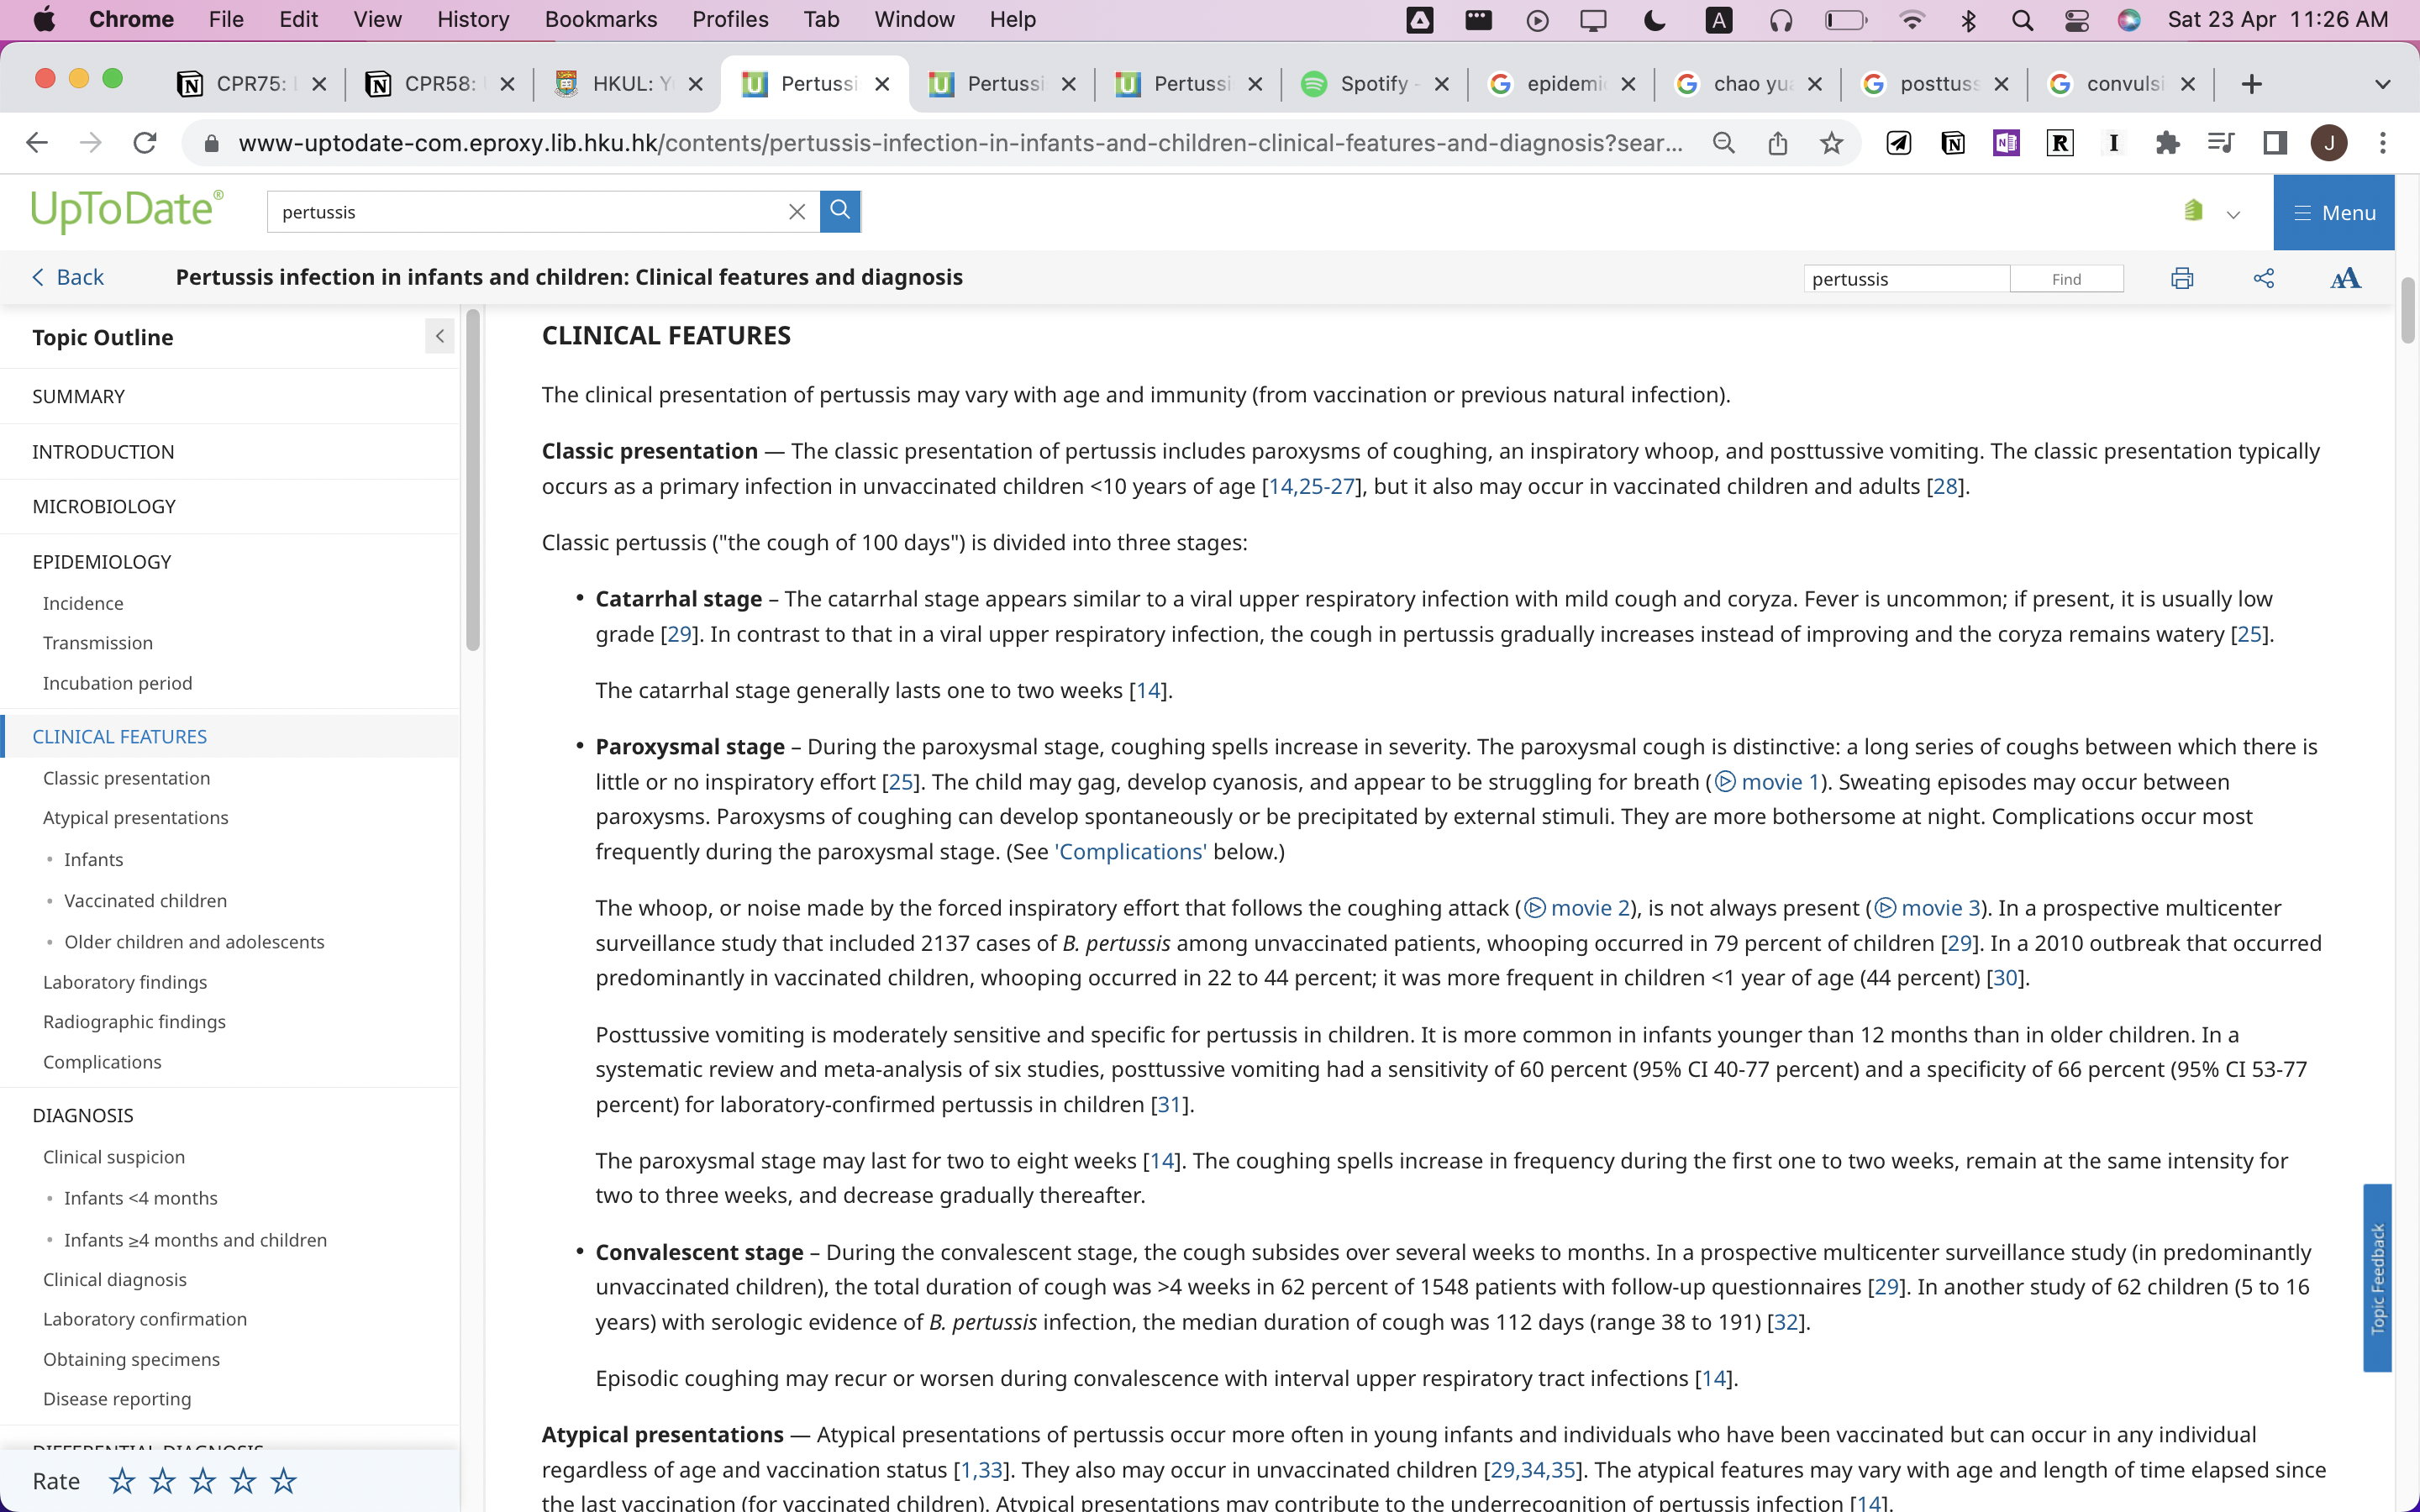 Chrome File Edit View History Bookmarks Profiles Tab Window Help A Sat 23 Apr 11:26 AM
CPR75: CPR58: HKUL: Y Pertussi Pertussi Pertussi Spotify - epidemi chao yua posttuss convulsi
www-uptodate-com.eproxy.lib.hku.hk/contents/pertussis-infection-in-infants-and-children-clinical-features-and-diagnosis?sear... J
UpToDate® pertussis Menu
Back Pertussis infection in infants and children: Clinical features and diagnosis pertussis Find AA
Topic Outline
SUMMARY
INTRODUCTION
MICROBIOLOGY
EPIDEMIOLOGY
Incidence
Transmission
Incubation period
CLINICAL FEATURES
Classic presentation
Atypical presentations
• Infants
• Vaccinated children
• Older children and adolescents
Laboratory findings
Radiographic findings
Complications
DIAGNOSIS
Clinical suspicion
• Infants <4 months
• Infants ≥4 months and children
Clinical diagnosis
Laboratory confirmation
Obtaining specimens
Disease reporting
DIFFERENTIAL DIAGNOSIS
Rate
CLINICAL FEATURES
The clinical presentation of pertussis may vary with age and immunity (from vaccination or previous natural infection).
Classic presentation — The classic presentation of pertussis includes paroxysms of coughing, an inspiratory whoop, and posttussive vomiting. The classic presentation typically
occurs as a primary infection in unvaccinated children <10 years of age [14,25-27], but it also may occur in vaccinated children and adults [28].
Classic pertussis ("the cough of 100 days") is divided into three stages:
• Catarrhal stage – The catarrhal stage appears similar to a viral upper respiratory infection with mild cough and coryza. Fever is uncommon; if present, it is usually low
grade [29]. In contrast to that in a viral upper respiratory infection, the cough in pertussis gradually increases instead of improving and the coryza remains watery [25].
The catarrhal stage generally lasts one to two weeks [14].
• Paroxysmal stage – During the paroxysmal stage, coughing spells increase in severity. The paroxysmal cough is distinctive: a long series of coughs between which there is
little or no inspiratory effort [25]. The child may gag, develop cyanosis, and appear to be struggling for breath (movie 1). Sweating episodes may occur between
paroxysms. Paroxysms of coughing can develop spontaneously or be precipitated by external stimuli. They are more bothersome at night. Complications occur most
frequently during the paroxysmal stage. (See 'Complications' below.)
The whoop, or noise made by the forced inspiratory effort that follows the coughing attack (movie 2), is not always present (movie 3). In a prospective multicenter
surveillance study that included 2137 cases of B. pertussis among unvaccinated patients, whooping occurred in 79 percent of children [29]. In a 2010 outbreak that occurred
predominantly in vaccinated children, whooping occurred in 22 to 44 percent; it was more frequent in children <1 year of age (44 percent) [30].
Posttussive vomiting is moderately sensitive and specific for pertussis in children. It is more common in infants younger than 12 months than in older children. In a
systematic review and meta-analysis of six studies, posttussive vomiting had a sensitivity of 60 percent (95% CI 40-77 percent) and a specificity of 66 percent (95% CI 53-77
percent) for laboratory-confirmed pertussis in children [31].
The paroxysmal stage may last for two to eight weeks [14]. The coughing spells increase in frequency during the first one to two weeks, remain at the same intensity for
two to three weeks, and decrease gradually thereafter.
• Convalescent stage – During the convalescent stage, the cough subsides over several weeks to months. In a prospective multicenter surveillance study (in predominantly
unvaccinated children), the total duration of cough was >4 weeks in 62 percent of 1548 patients with follow-up questionnaires [29]. In another study of 62 children (5 to 16
years) with serologic evidence of B. pertussis infection, the median duration of cough was 112 days (range 38 to 191) [32].
Episodic coughing may recur or worsen during convalescence with interval upper respiratory tract infections [14].
Atypical presentations — Atypical presentations of pertussis occur more often in young infants and individuals who have been vaccinated but can occur in any individual
regardless of age and vaccination status [1,33]. They also may occur in unvaccinated children [29,34,35]. The atypical features may vary with age and length of time elapsed since
the last vaccination (for vaccinated children). Atypical presentations may contribute to the underrecognition of pertussis infection [14].
Topic Feedback